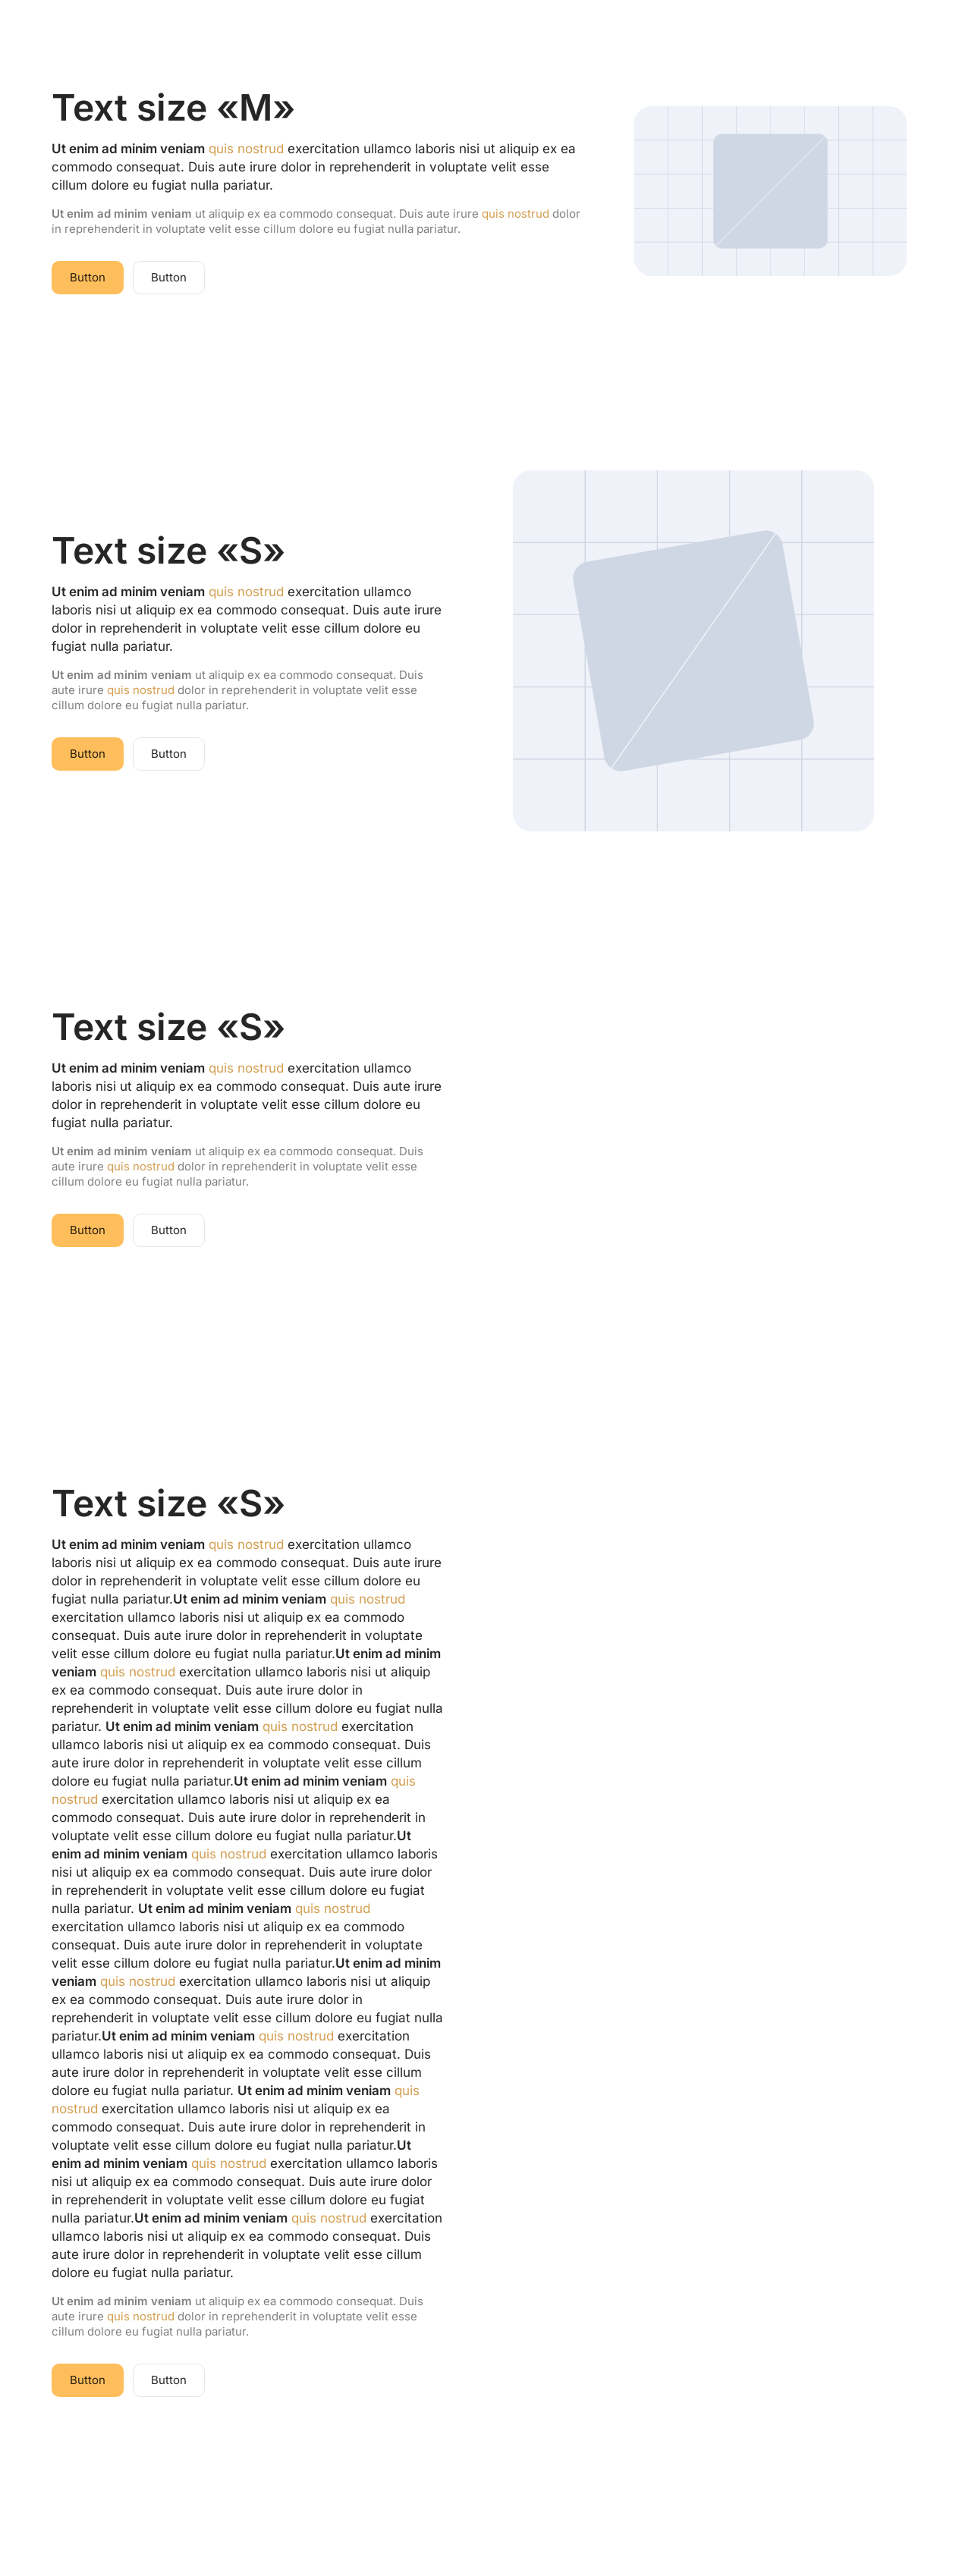 Text size «M»
Ut enim ad minim veniam quis nostrud exercitation ullamco laboris nisi ut aliquip ex ea
commodo consequat. Duis aute irure dolor in reprehenderit in voluptate velit esse
cillum dolore eu fugiat nulla pariatur.
Ut enim ad minim veniam ut aliquip ex ea commodo consequat. Duis aute irure quis nostrud dolor
in reprehenderit in voluptate velit esse cillum dolore eu fugiat nulla pariatur.
Button Button
Text size «S»
Ut enim ad minim veniam quis nostrud exercitation ullamco
laboris nisi ut aliquip ex ea commodo consequat. Duis aute irure
dolor in reprehenderit in voluptate velit esse cillum dolore eu
fugiat nulla pariatur.
Ut enim ad minim veniam ut aliquip ex ea commodo consequat. Duis
aute irure quis nostrud dolor in reprehenderit in voluptate velit esse
cillum dolore eu fugiat nulla pariatur.
Button Button
Text size «S»
Ut enim ad minim veniam quis nostrud exercitation ullamco
laboris nisi ut aliquip ex ea commodo consequat. Duis aute irure
dolor in reprehenderit in voluptate velit esse cillum dolore eu
fugiat nulla pariatur.
Ut enim ad minim veniam ut aliquip ex ea commodo consequat. Duis
aute irure quis nostrud dolor in reprehenderit in voluptate velit esse
cillum dolore eu fugiat nulla pariatur.
Button Button
Text size «S»
Ut enim ad minim veniam quis nostrud exercitation ullamco
laboris nisi ut aliquip ex ea commodo consequat. Duis aute irure
dolor in reprehenderit in voluptate velit esse cillum dolore eu
fugiat nulla pariatur.Ut enim ad minim veniam quis nostrud
exercitation ullamco laboris nisi ut aliquip ex ea commodo
consequat. Duis aute irure dolor in reprehenderit in voluptate
velit esse cillum dolore eu fugiat nulla pariatur.Ut enim ad minim
veniam quis nostrud exercitation ullamco laboris nisi ut aliquip
ex ea commodo consequat. Duis aute irure dolor in
reprehenderit in voluptate velit esse cillum dolore eu fugiat nulla
pariatur. Ut enim ad minim veniam quis nostrud exercitation
ullamco laboris nisi ut aliquip ex ea commodo consequat. Duis
aute irure dolor in reprehenderit in voluptate velit esse cillum
dolore eu fugiat nulla pariatur.Ut enim ad minim veniam quis
nostrud exercitation ullamco laboris nisi ut aliquip ex ea
commodo consequat. Duis aute irure dolor in reprehenderit in
voluptate velit esse cillum dolore eu fugiat nulla pariatur.Ut
enim ad minim veniam quis nostrud exercitation ullamco laboris
nisi ut aliquip ex ea commodo consequat. Duis aute irure dolor
in reprehenderit in voluptate velit esse cillum dolore eu fugiat
nulla pariatur. Ut enim ad minim veniam quis nostrud
exercitation ullamco laboris nisi ut aliquip ex ea commodo
consequat. Duis aute irure dolor in reprehenderit in voluptate
velit esse cillum dolore eu fugiat nulla pariatur.Ut enim ad minim
veniam quis nostrud exercitation ullamco laboris nisi ut aliquip
ex ea commodo consequat. Duis aute irure dolor in
reprehenderit in voluptate velit esse cillum dolore eu fugiat nulla
pariatur.Ut enim ad minim veniam quis nostrud exercitation
ullamco laboris nisi ut aliquip ex ea commodo consequat. Duis
aute irure dolor in reprehenderit in voluptate velit esse cillum
dolore eu fugiat nulla pariatur. Ut enim ad minim veniam quis
nostrud exercitation ullamco laboris nisi ut aliquip ex ea
commodo consequat. Duis aute irure dolor in reprehenderit in
voluptate velit esse cillum dolore eu fugiat nulla pariatur.Ut
enim ad minim veniam quis nostrud exercitation ullamco laboris
nisi ut aliquip ex ea commodo consequat. Duis aute irure dolor
in reprehenderit in voluptate velit esse cillum dolore eu fugiat
nulla pariatur.Ut enim ad minim veniam quis nostrud exercitation
ullamco laboris nisi ut aliquip ex ea commodo consequat. Duis
aute irure dolor in reprehenderit in voluptate velit esse cillum
dolore eu fugiat nulla pariatur.
Ut enim ad minim veniam ut aliquip ex ea commodo consequat. Duis
aute irure quis nostrud dolor in reprehenderit in voluptate velit esse
cillum dolore eu fugiat nulla pariatur.
Button Button